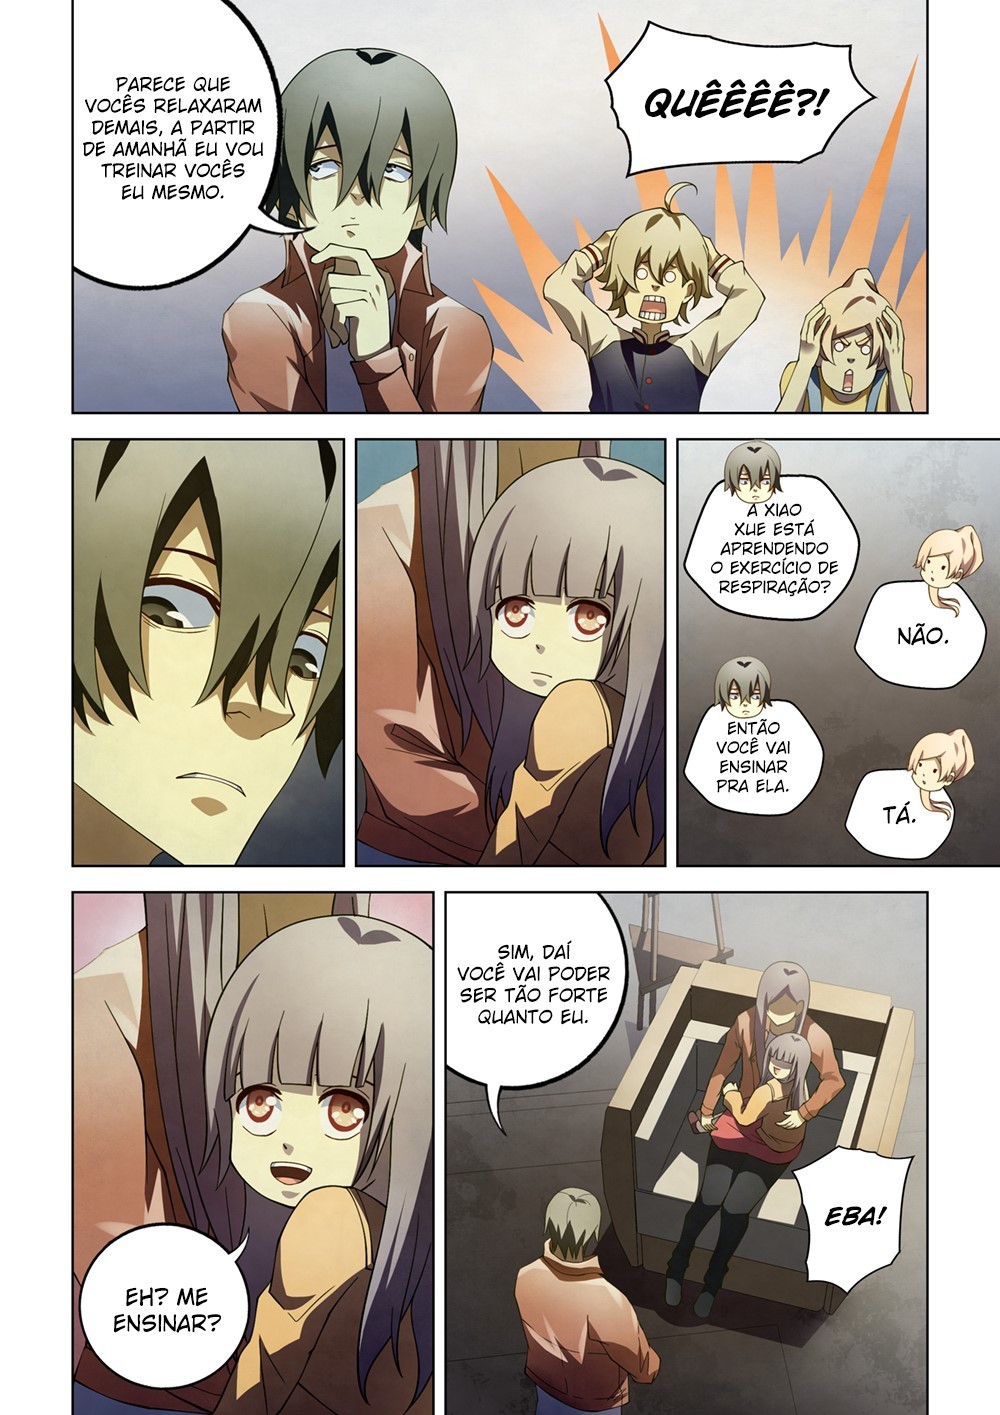 PARECE QUE
VOCÊS RELAXARAM
DEMAIS, A PARTIR
DE AMANHÃ EU VOU
TREINAR VOCÊS
EU MESMO.
QUÊÊÊÊ?!
A XIAO
XUE ESTÁ
APRENDENDO
O EXERCÍCIO DE
RESPIRAÇÃO?
NÃO.
ENTÃO
VOCÊ VAI
ENSINAR
PRA ELA.
TÁ.
EH? ME
ENSINAR?
SIM, DAÍ
VOCÊ VAI PODER
SER TÃO FORTE
QUANTO EU.
EBA!